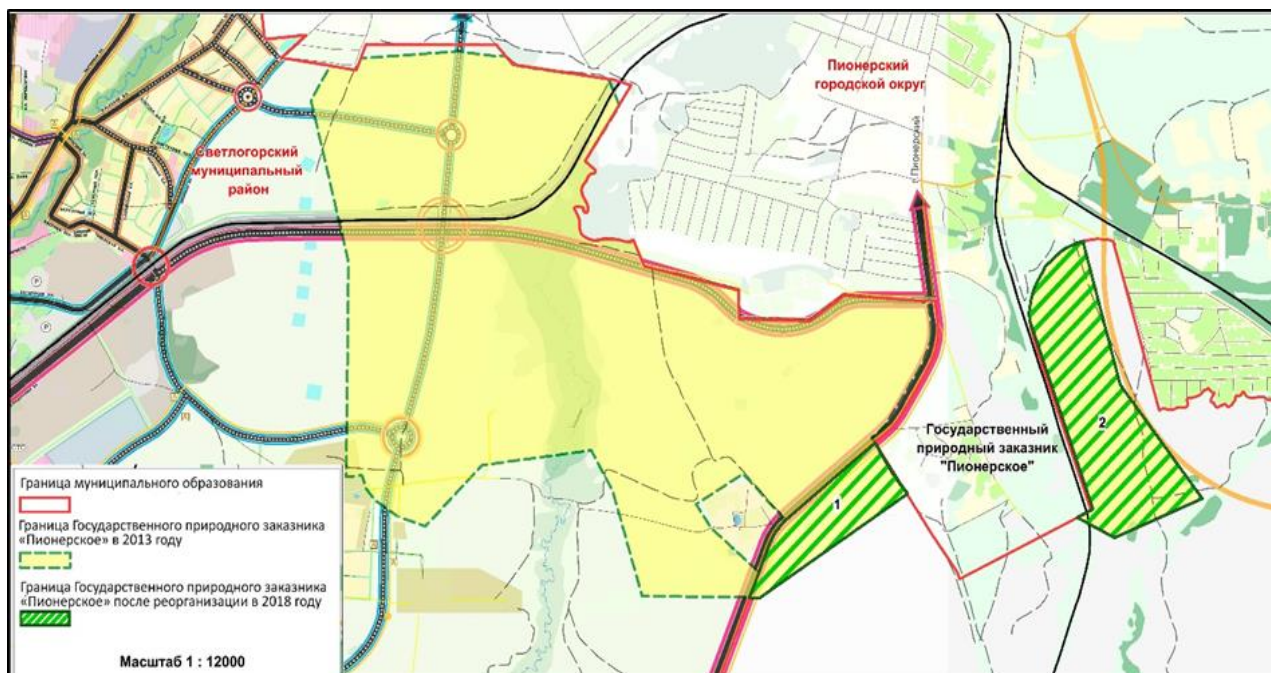 Пионерский
городской округ
Светлогорский
муниципальный
район
г. Пионерский
Государственный
природный заказник
"Пионерское"
1
2
Р
Р
Граница муниципального образования
Граница Государственного природного заказника
«Пионерское» в 2013 году
Граница Государственного природного заказника
«Пионерское» после реорганизации в 2018 году
Масштаб 1 : 12000